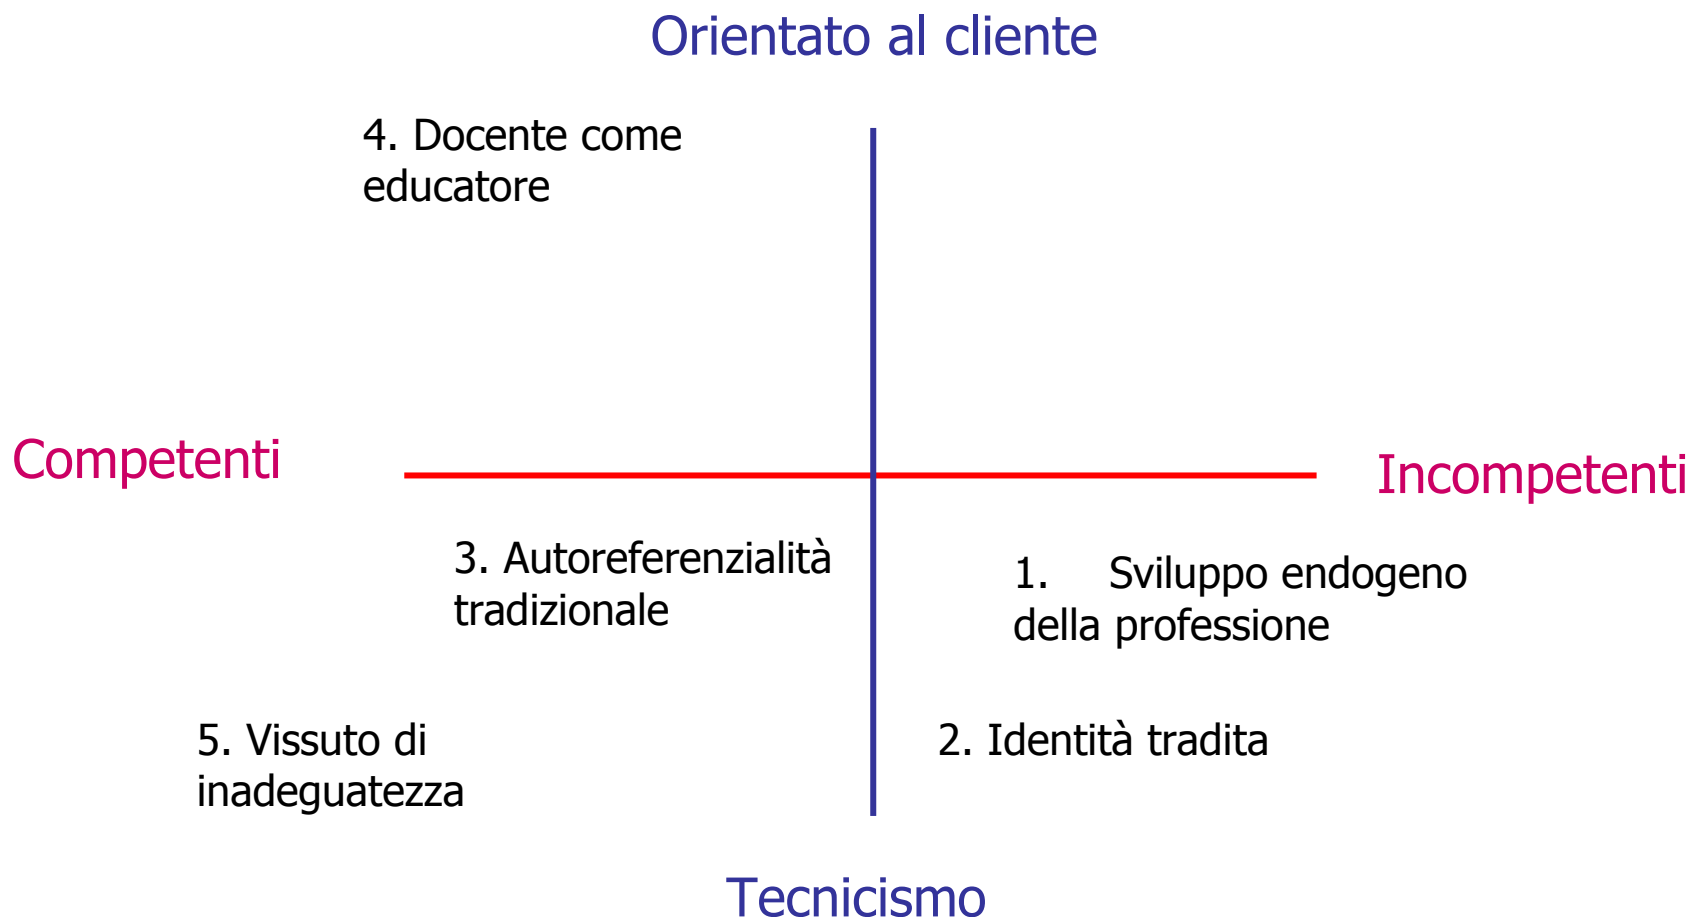 Orientato al cliente
4. Docente come
educatore
Competenti
Incompetenti
3. Autoreferenzialità
tradizionale
1. Sviluppo endogeno
della professione
5. Vissuto di
inadeguatezza
2. Identità tradita
Tecnicismo